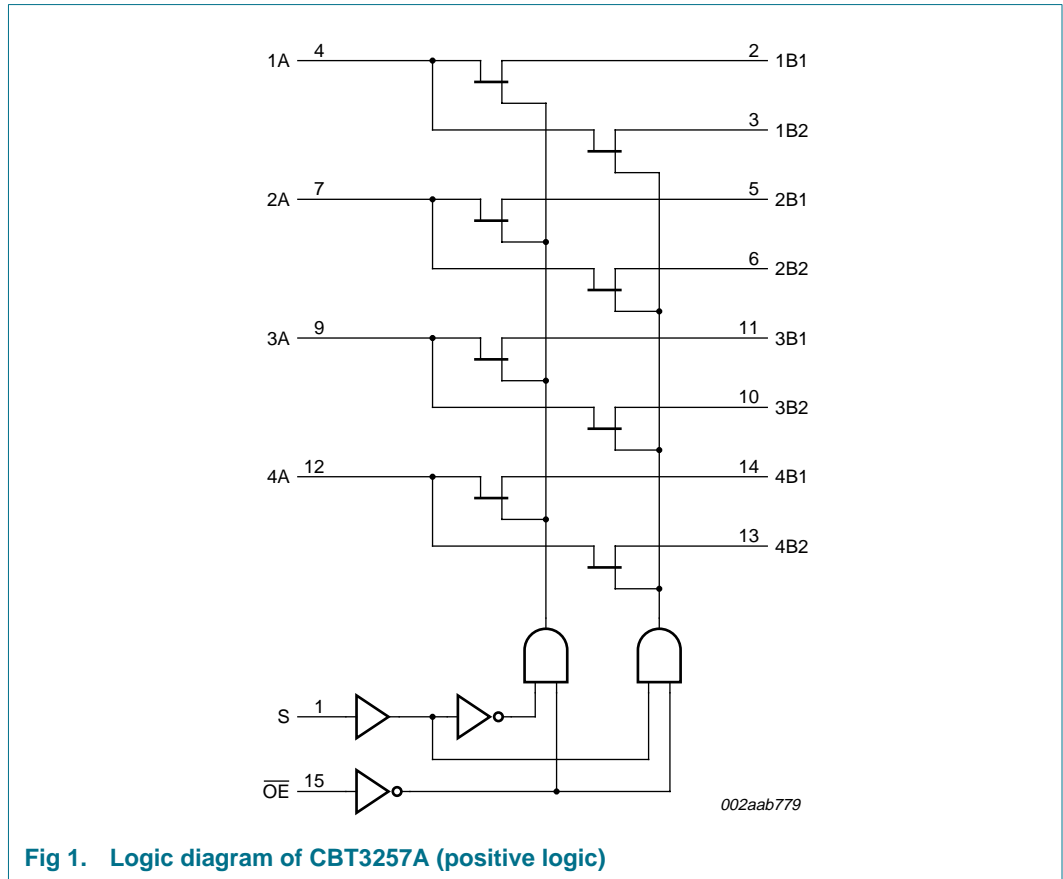 1A 4 2 1B1
3 1B2
2A 7 5 2B1
6 2B2
3A 9 11 3B1
10 3B2
4A 12 14 4B1
13 4B2
S 1
O̅E̅ 15
002aab779
Fig 1. Logic diagram of CBT3257A (positive logic)